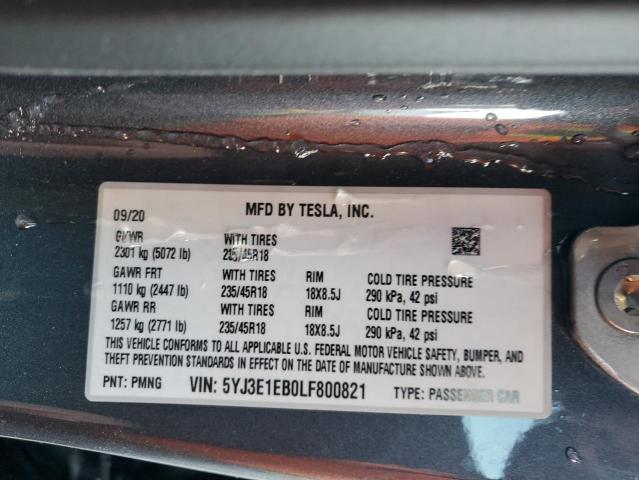 09/20 MFD BY TESLA, INC.
GVWR WITH TIRES
2301 kg (5072 lb) 235/45R18
GAWR FRT WITH TIRES RIM COLD TIRE PRESSURE
1110 kg (2447 lb) 235/45R18 18X8.5J 290 kPa, 42 psi
GAWR RR WITH TIRES RIM COLD TIRE PRESSURE
1257 kg (2771 lb) 235/45R18 18X8.5J 290 kPa, 42 psi
THIS VEHICLE CONFORMS TO ALL APPLICABLE U.S. FEDERAL MOTOR VEHICLE SAFETY, BUMPER, AND
THEFT PREVENTION STANDARDS IN EFFECT ON THE DATE OF MANUFACTURE SHOWN ABOVE.
PNT: PMNG VIN: 5YJ3E1EB0LF800821 TYPE: PASSENGER CAR